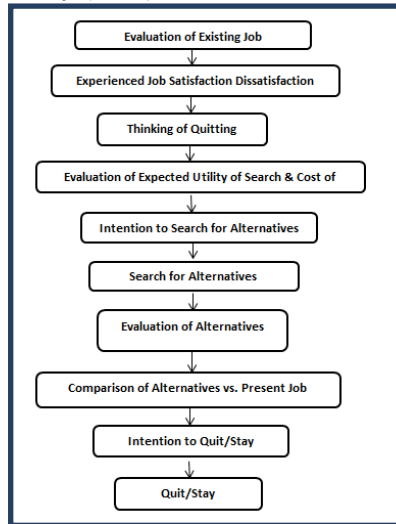 Evaluation of Existing Job
Experienced Job Satisfaction Dissatisfaction
Thinking of Quitting
Evaluation of Expected Utility of Search & Cost of
Intention to Search for Alternatives
Search for Alternatives
Evaluation of Alternatives
Comparison of Alternatives vs. Present Job
Intention to Quit/Stay
Quit/Stay